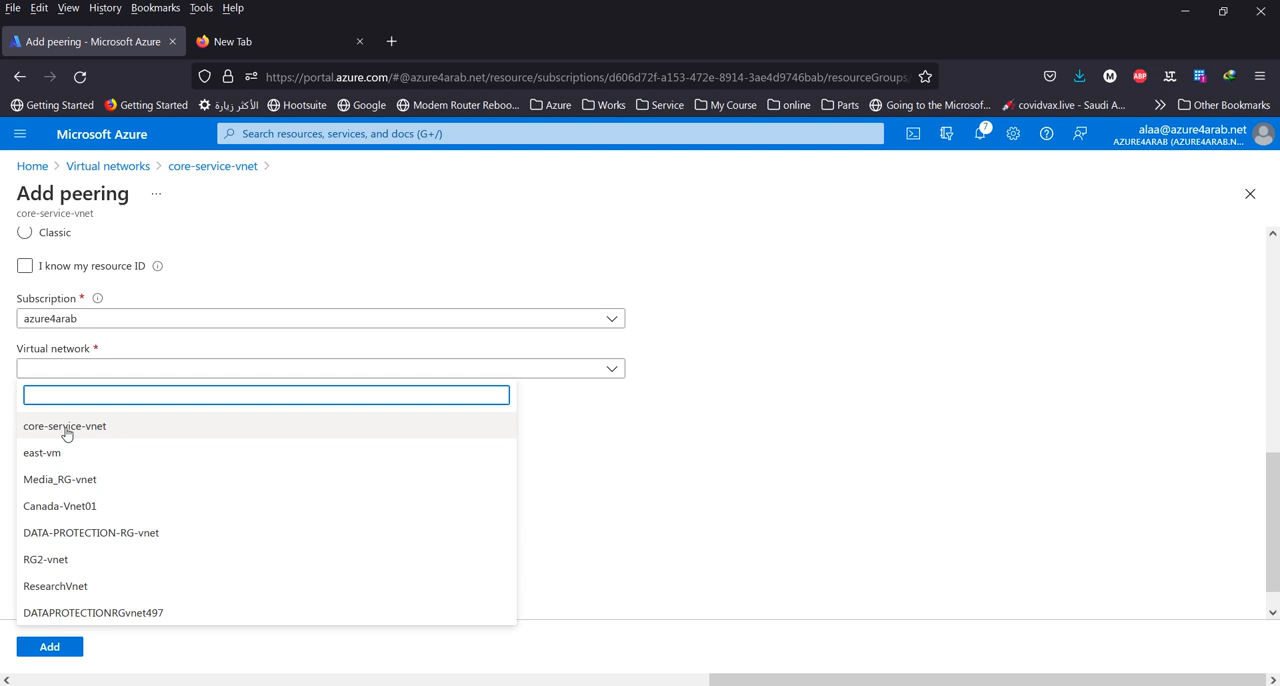 File Edit View History Bookmarks Tools Help
Add peering - Microsoft Azure
New Tab
https://portal.azure.com/#@azure4arab.net/resource/subscriptions/d606d72f-a153-472e-8914-3ae4d9746bab/resourceGroups
Getting Started Getting Started الأكثر زيارة Hootsuite Google Modem Router Reboo... Azure Works Service My Course online Parts Going to the Microsof... covidvax.live - Saudi A... Other Bookmarks
Microsoft Azure
Search resources, services, and docs (G+/)
7
alaa@azure4arab.net
AZURE4ARAB (AZURE4ARAB.N...
Home > Virtual networks > core-service-vnet >
Add peering ...
core-service-vnet
Classic
I know my resource ID
Subscription *
azure4arab
Virtual network *
core-service-vnet
east-vm
Media_RG-vnet
Canada-Vnet01
DATA-PROTECTION-RG-vnet
RG2-vnet
ResearchVnet
DATAPROTECTIONRGvnet497
Add